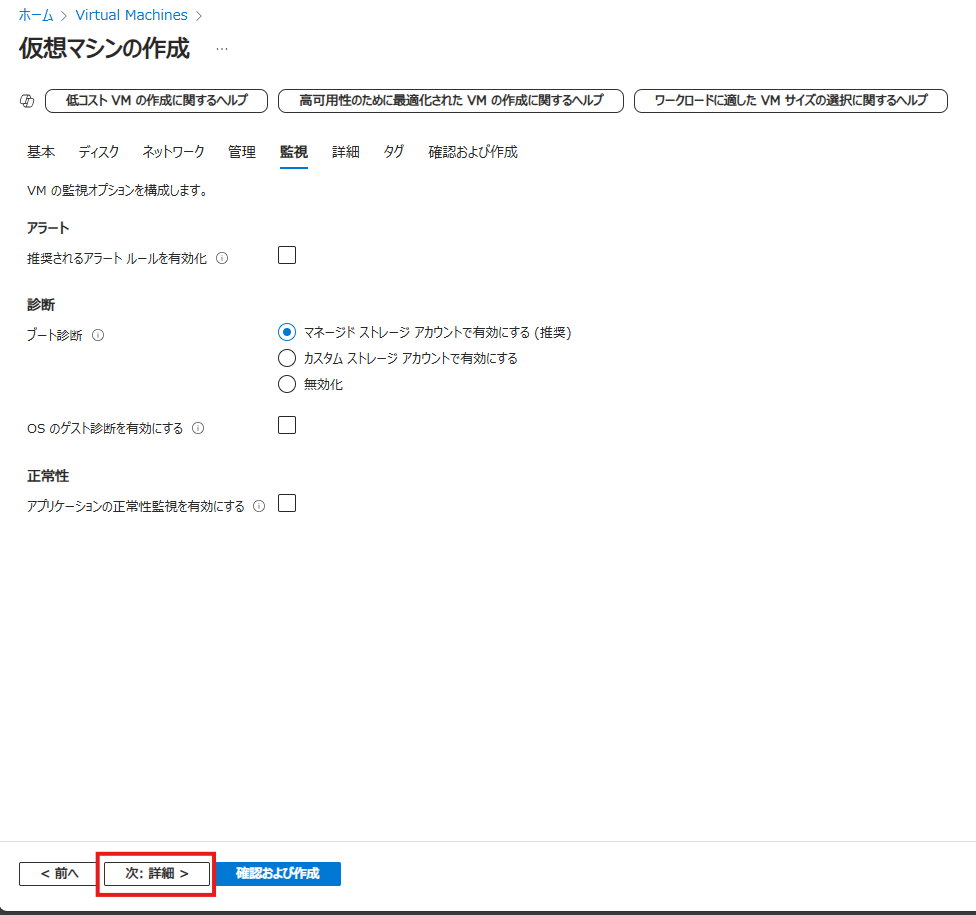 ホーム > Virtual Machines >
仮想マシンの作成 ...
低コスト VM の作成に関するヘルプ 高可用性のために最適化された VM の作成に関するヘルプ ワークロードに適した VM サイズの選択に関するヘルプ
基本 ディスク ネットワーク 管理 監視 詳細 タグ 確認および作成
VM の監視オプションを構成します。
アラート
推奨されるアラート ルールを有効化
診断
ブート診断
マネージド ストレージ アカウントで有効にする (推奨)
カスタム ストレージ アカウントで有効にする
無効化
OS のゲスト診断を有効にする
正常性
アプリケーションの正常性監視を有効にする
< 前へ 次: 詳細 > 確認および作成